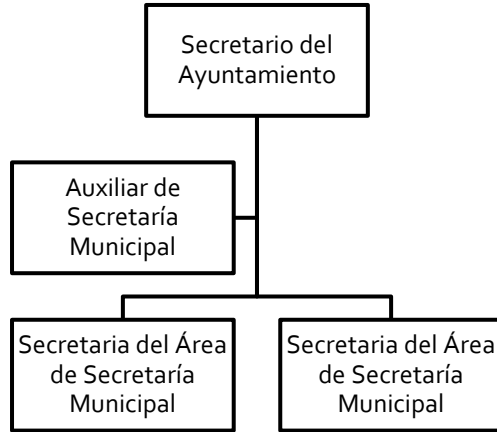 Secretario del
Ayuntamiento
Auxiliar de
Secretaría
Municipal
Secretaria del Área
de Secretaría
Municipal
Secretaria del Área
de Secretaría
Municipal